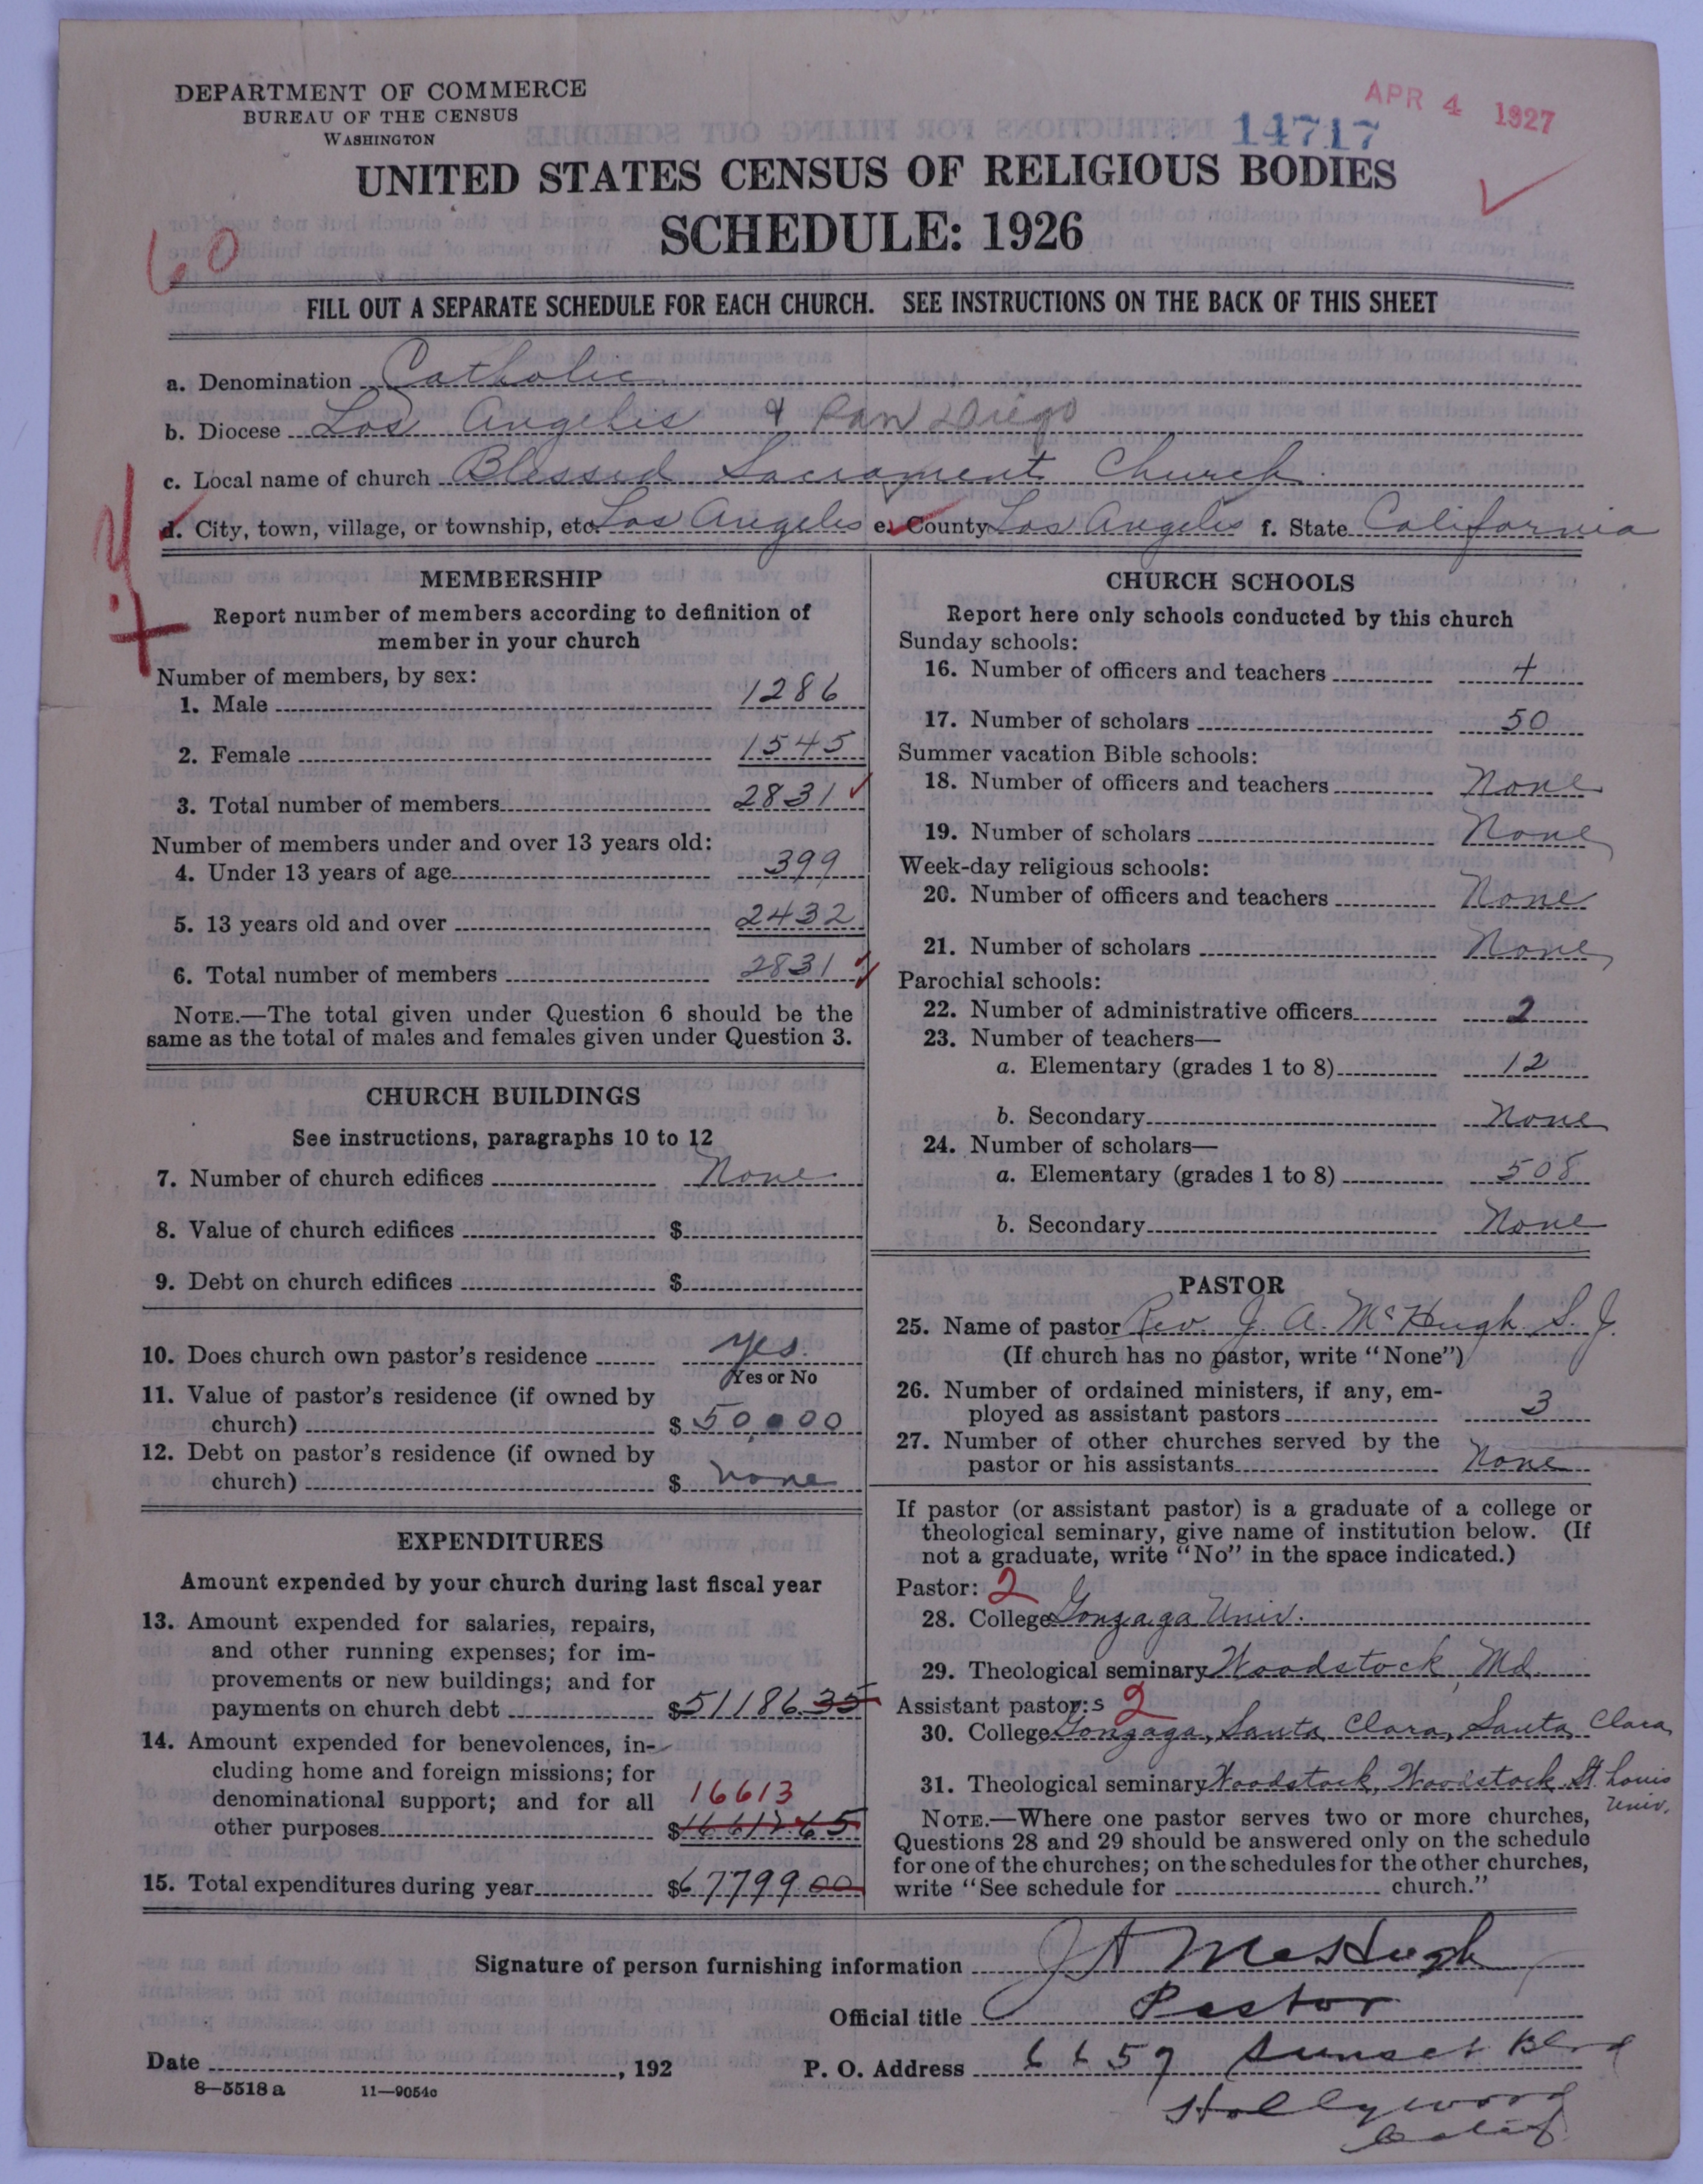 DEPARTMENT OF COMMERCE
BUREAU OF THE CENSUS
WASHINGTON
APR 4 1927
14717
UNITED STATES CENSUS OF RELIGIOUS BODIES
SCHEDULE: 1926
60
FILL OUT A SEPARATE SCHEDULE FOR EACH CHURCH. SEE INSTRUCTIONS ON THE BACK OF THIS SHEET
a. Denomination Catholic
b. Diocese Los Angeles & San Diego
c. Local name of church Blessed Sacrament Church
d. City, town, village, or township, etc. Los Angeles e. County Los Angeles f. State California
MEMBERSHIP
Report number of members according to definition of
member in your church
Number of members, by sex:
1. Male 1286
2. Female 1545
3. Total number of members 2831
Number of members under and over 13 years old:
4. Under 13 years of age 399
5. 13 years old and over 2432
6. Total number of members 2831
NOTE.—The total given under Question 6 should be the
same as the total of males and females given under Question 3.
CHURCH BUILDINGS
See instructions, paragraphs 10 to 12
7. Number of church edifices None
8. Value of church edifices $
9. Debt on church edifices $
10. Does church own pastor's residence yes.
Yes or No
11. Value of pastor's residence (if owned by
church) $ 50,000
12. Debt on pastor's residence (if owned by
church) $ none
EXPENDITURES
Amount expended by your church during last fiscal year
13. Amount expended for salaries, repairs,
and other running expenses; for im-
provements or new buildings; and for
payments on church debt $51186.35
14. Amount expended for benevolences, in-
cluding home and foreign missions; for
denominational support; and for all 16613
other purposes $16612.65
15. Total expenditures during year $67799.00
CHURCH SCHOOLS
Report here only schools conducted by this church
Sunday schools:
16. Number of officers and teachers 4
17. Number of scholars 50
Summer vacation Bible schools:
18. Number of officers and teachers None
19. Number of scholars None
Week-day religious schools:
20. Number of officers and teachers None
21. Number of scholars None
Parochial schools:
22. Number of administrative officers 2
23. Number of teachers—
a. Elementary (grades 1 to 8) 12
b. Secondary None
24. Number of scholars—
a. Elementary (grades 1 to 8) 508
b. Secondary None
PASTOR
25. Name of pastor Rev. J. A. McHugh S. J.
(If church has no pastor, write "None")
26. Number of ordained ministers, if any, em-
ployed as assistant pastors 3
27. Number of other churches served by the
pastor or his assistants None
If pastor (or assistant pastor) is a graduate of a college or
theological seminary, give name of institution below. (If
not a graduate, write "No" in the space indicated.)
Pastor: 2
28. College Gonzaga Univ.
29. Theological seminary Woodstock, Md.
Assistant pastor:s 2
30. College Gonzaga, Santa Clara, Santa Clara
31. Theological seminary Woodstock, Woodstock St Louis
Univ.
NOTE.—Where one pastor serves two or more churches,
Questions 28 and 29 should be answered only on the schedule
for one of the churches; on the schedules for the other churches,
write "See schedule for church."
Signature of person furnishing information J A McHugh
Official title Pastor
Date , 192 P. O. Address 6657 Sunset Blvd
8—5518 a 11—9054c
Hollywood
Calif